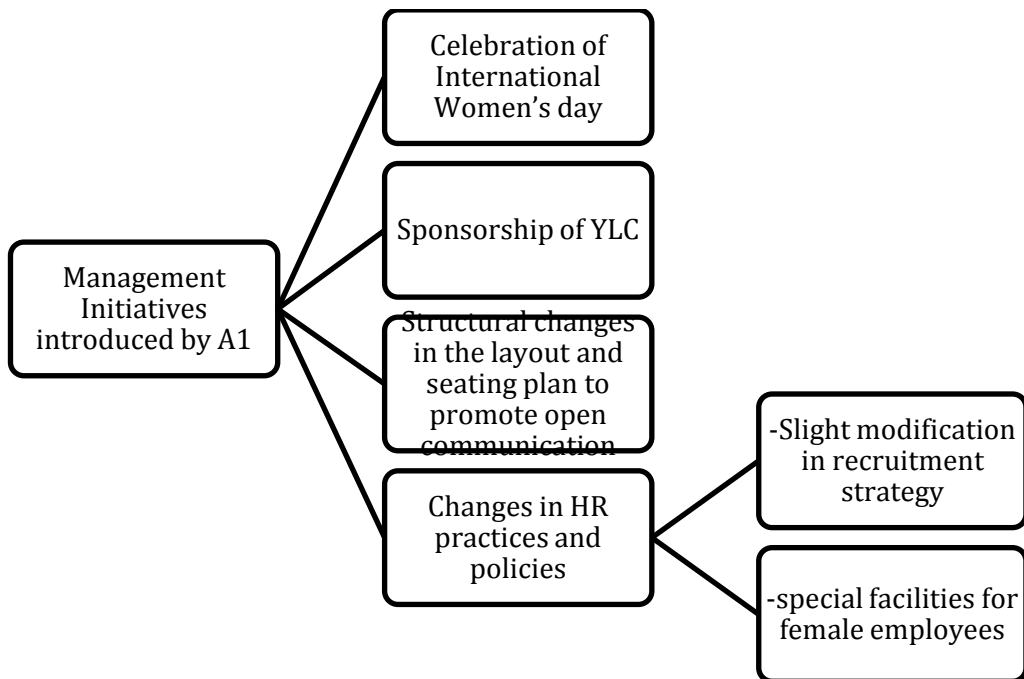 Management
Initiatives
introduced by A1
Celebration of
International
Women’s day
Sponsorship of YLC
Structural changes
in the layout and
seating plan to
promote open
communication
Changes in HR
practices and
policies
-Slight modification
in recruitment
strategy
-special facilities for
female employees